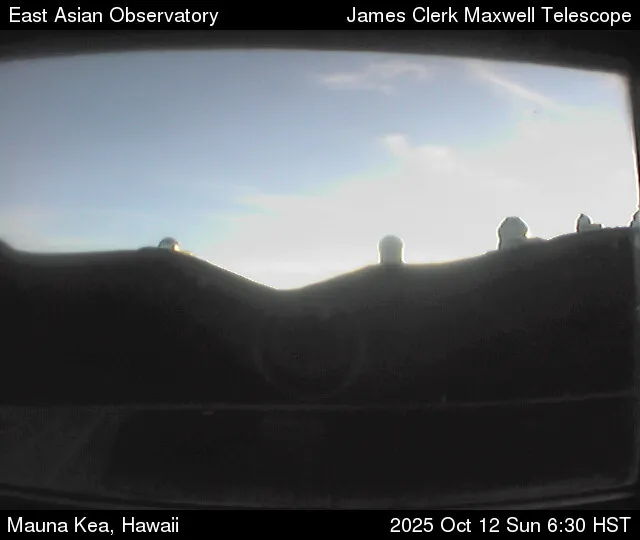 East Asian Observatory
James Clerk Maxwell Telescope
Mauna Kea, Hawaii
2025 Oct 12 Sun 6:30 HST